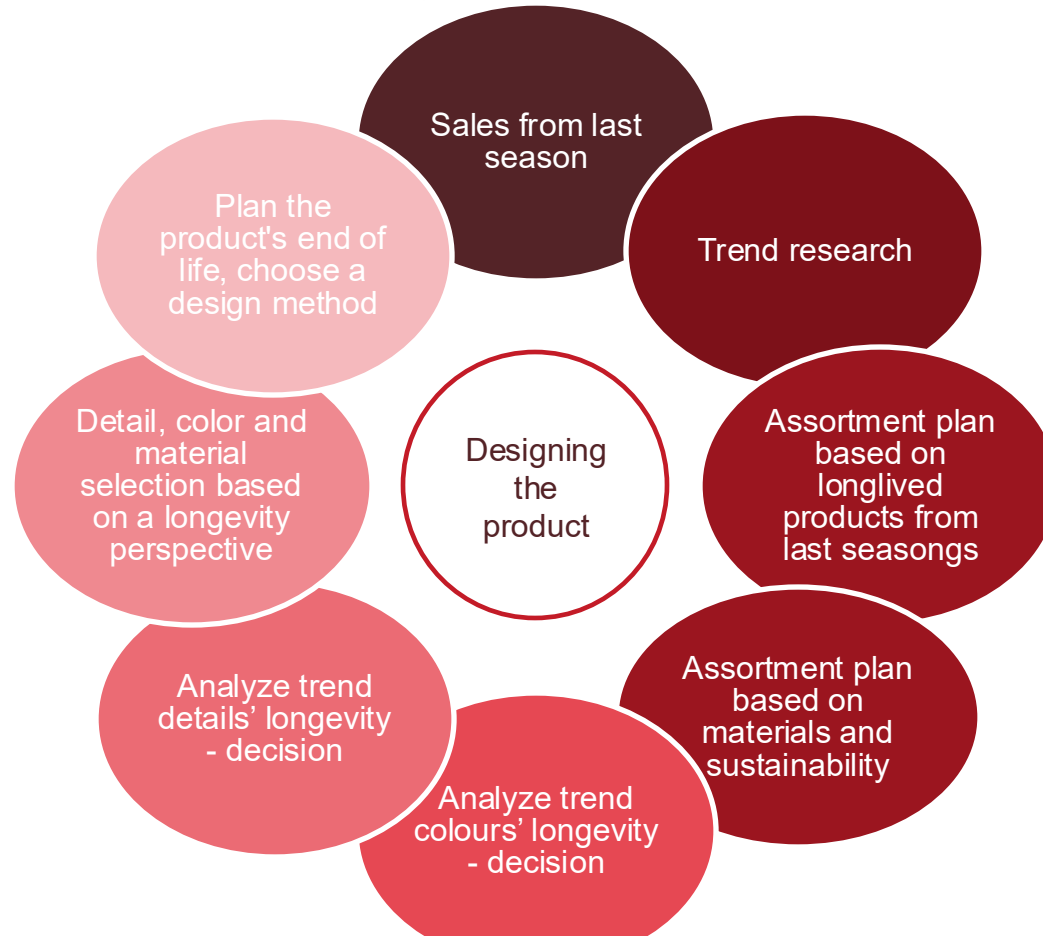 Sales from last
season
Trend research
Assortment plan
based on
longlived
products from
last seasongs
Assortment plan
based on
materials and
sustainability
Analyze trend
colours’ longevity
- decision
Analyze trend
details’ longevity
- decision
Detail, color and
material
selection based
on a longevity
perspective
Plan the
product's end of
life, choose a
design method
Designing
the
product